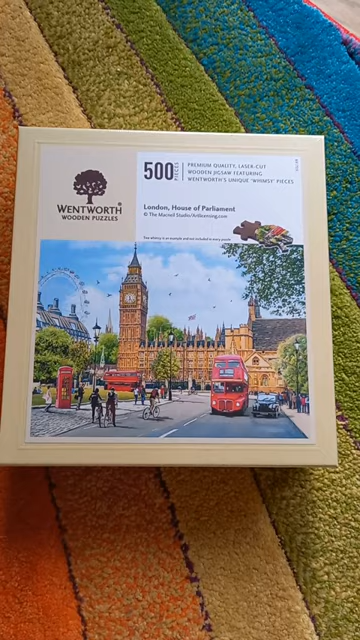 500 PIECES
PREMIUM QUALITY, LASER-CUT
WOODEN JIGSAW FEATURING
WENTWORTH'S UNIQUE "WHIMSY" PIECES
WENTWORTH®
WOODEN PUZZLES
London, House of Parliament
© The Macneil Studio/Artlicensing.com